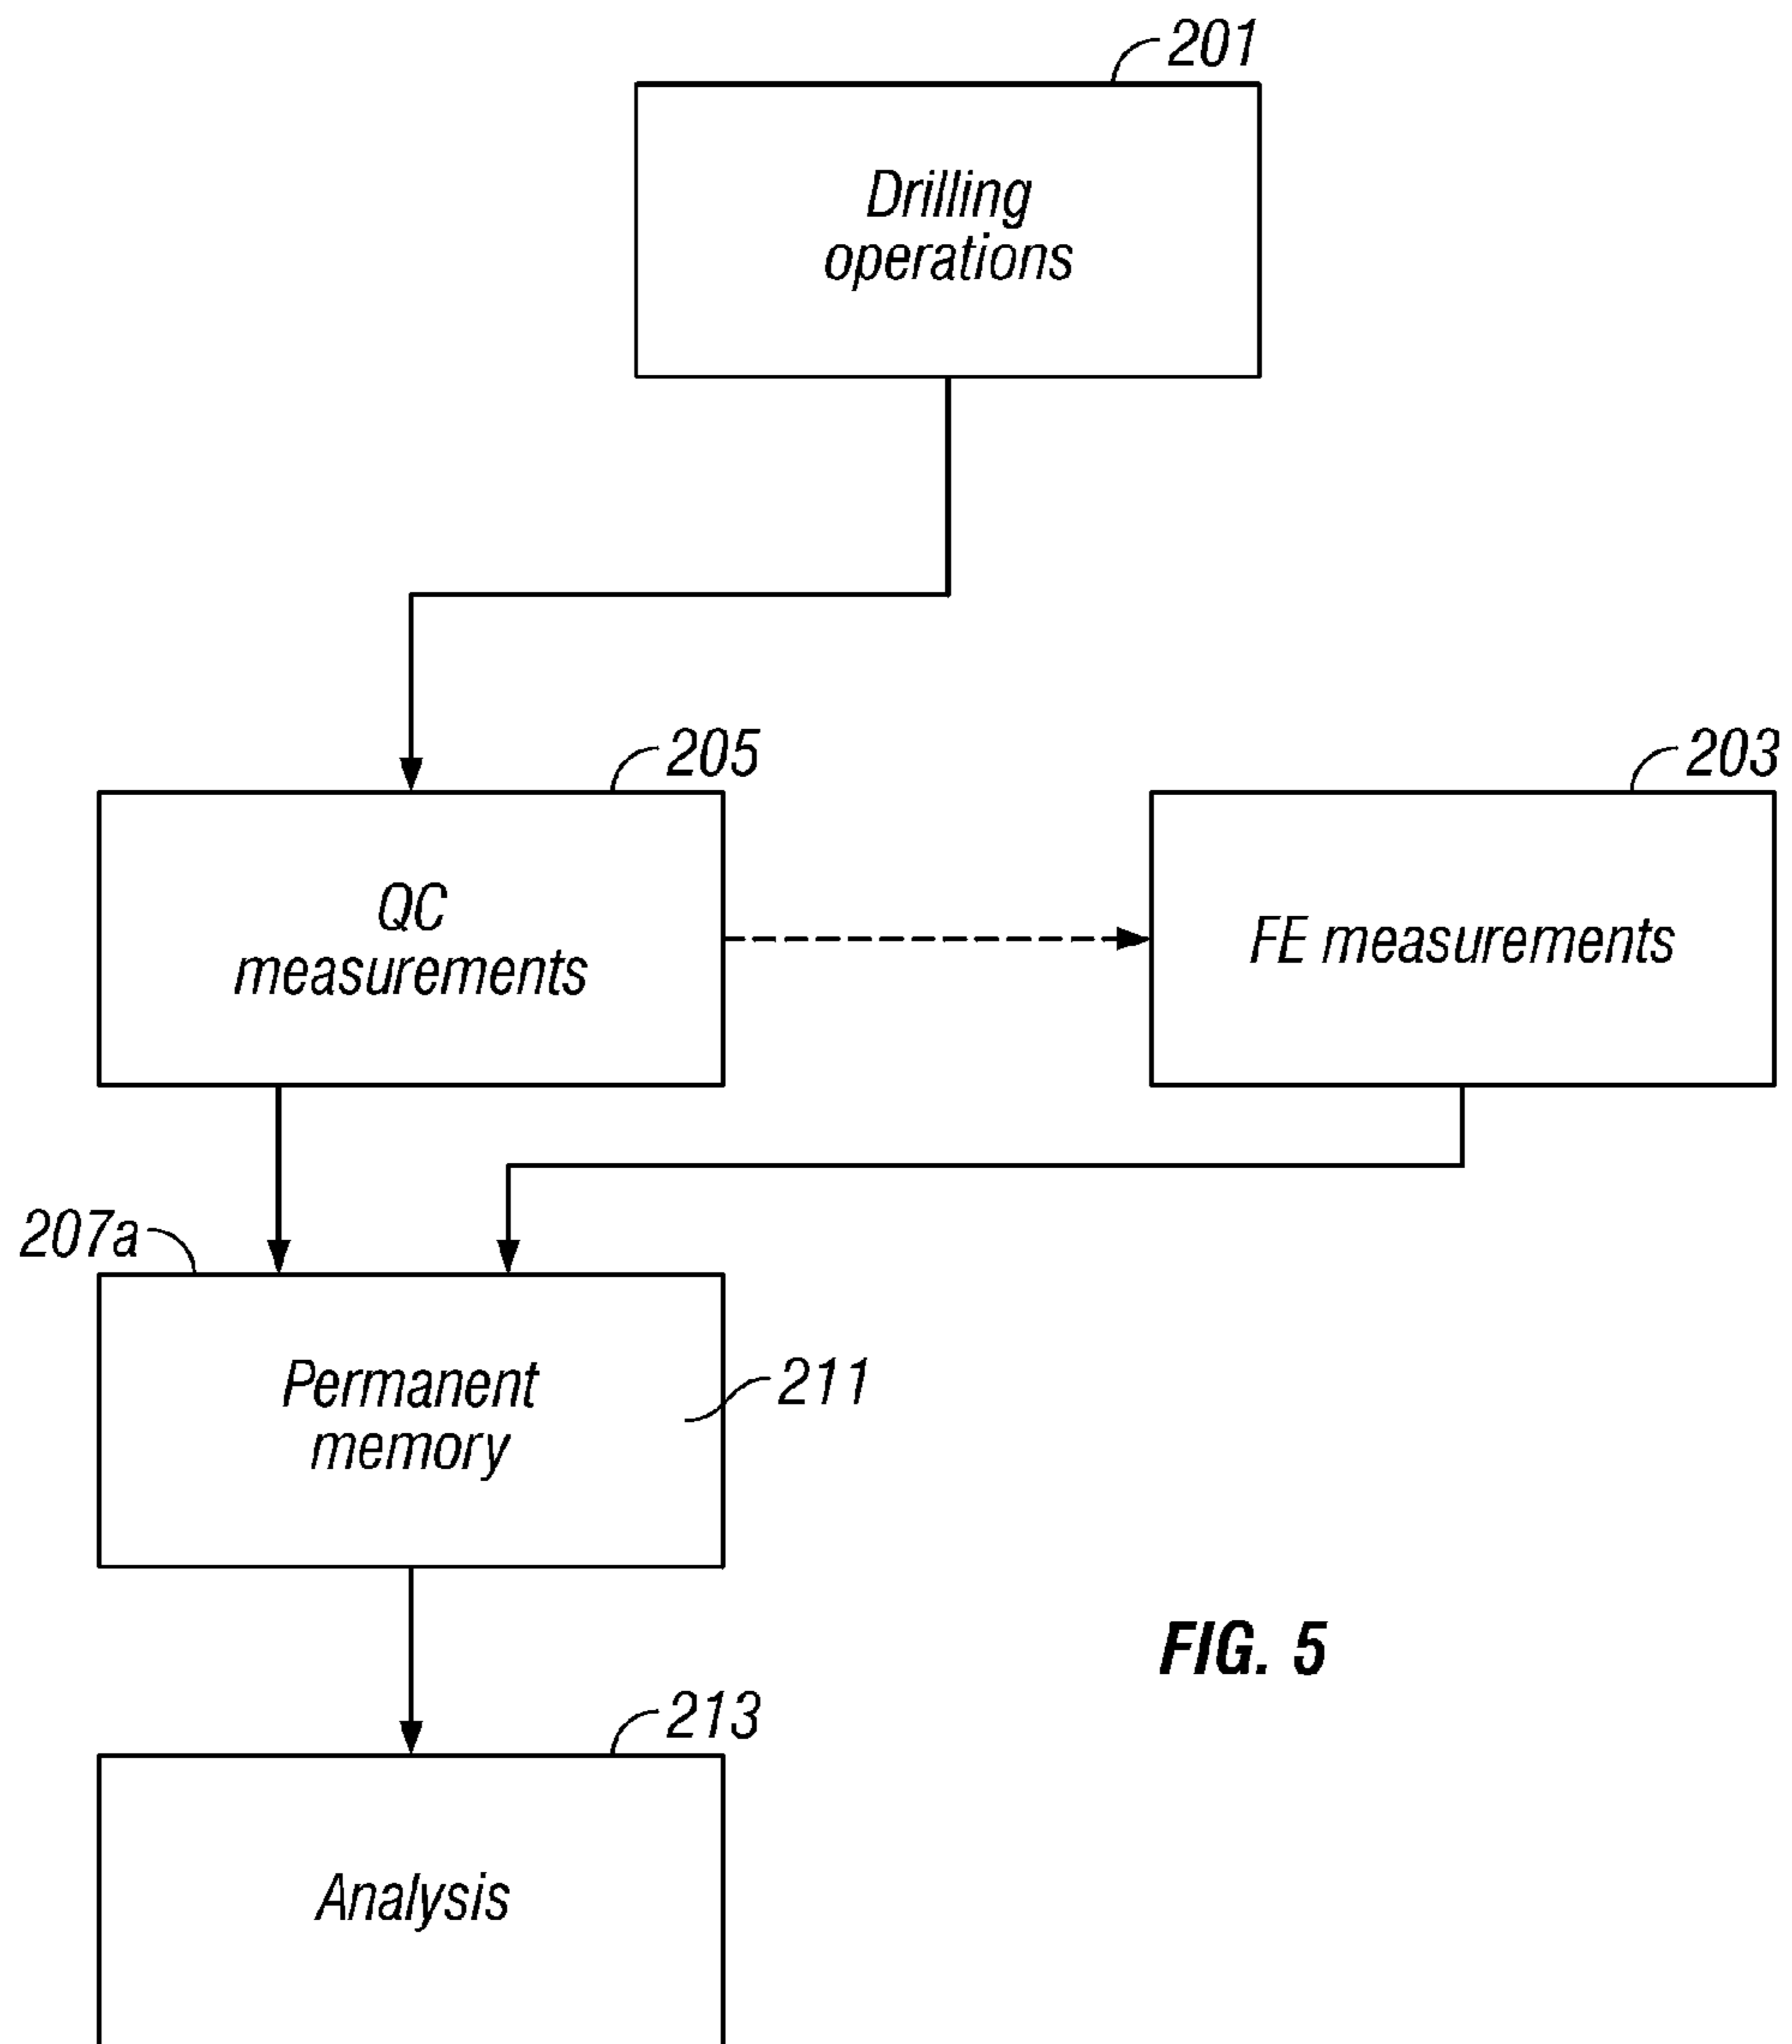 201
Drilling
operations
205
203
QC
measurements
FE measurements
207a
Permanent
memory
211
FIG. 5
213
Analysis